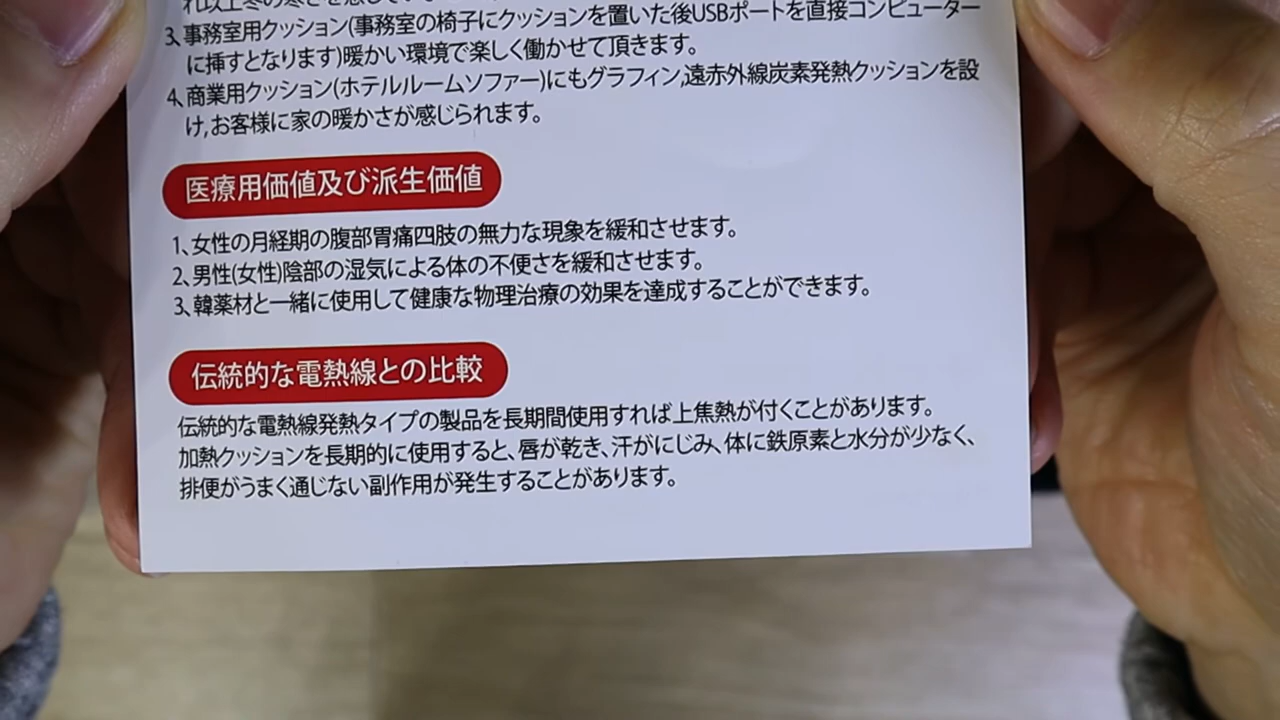 れ以上冬の寒さを感じ
3、事務室用クッション(事務室の椅子にクッションを置いた後USBポートを直接コンピューター
に挿すとなります)暖かい環境で楽しく働かせて頂きます。
4、商業用クッション(ホテルルームソファー)にもグラフィン,遠赤外線炭素発熱クッションを設
け,お客様に家の暖かさが感じられます。
医療用価値及び派生価値
1、女性の月経期の腹部胃痛四肢の無力な現象を緩和させます。
2、男性(女性)陰部の湿気による体の不便さを緩和させます。
3、韓薬材と一緒に使用して健康な物理治療の効果を達成することができます。
伝統的な電熱線との比較
伝統的な電熱線発熱タイプの製品を長期間使用すれば上焦熱が付くことがあります。
加熱クッションを長期的に使用すると、唇が乾き、汗がにじみ、体に鉄原素と水分が少なく、
排便がうまく通じない副作用が発生することがあります。